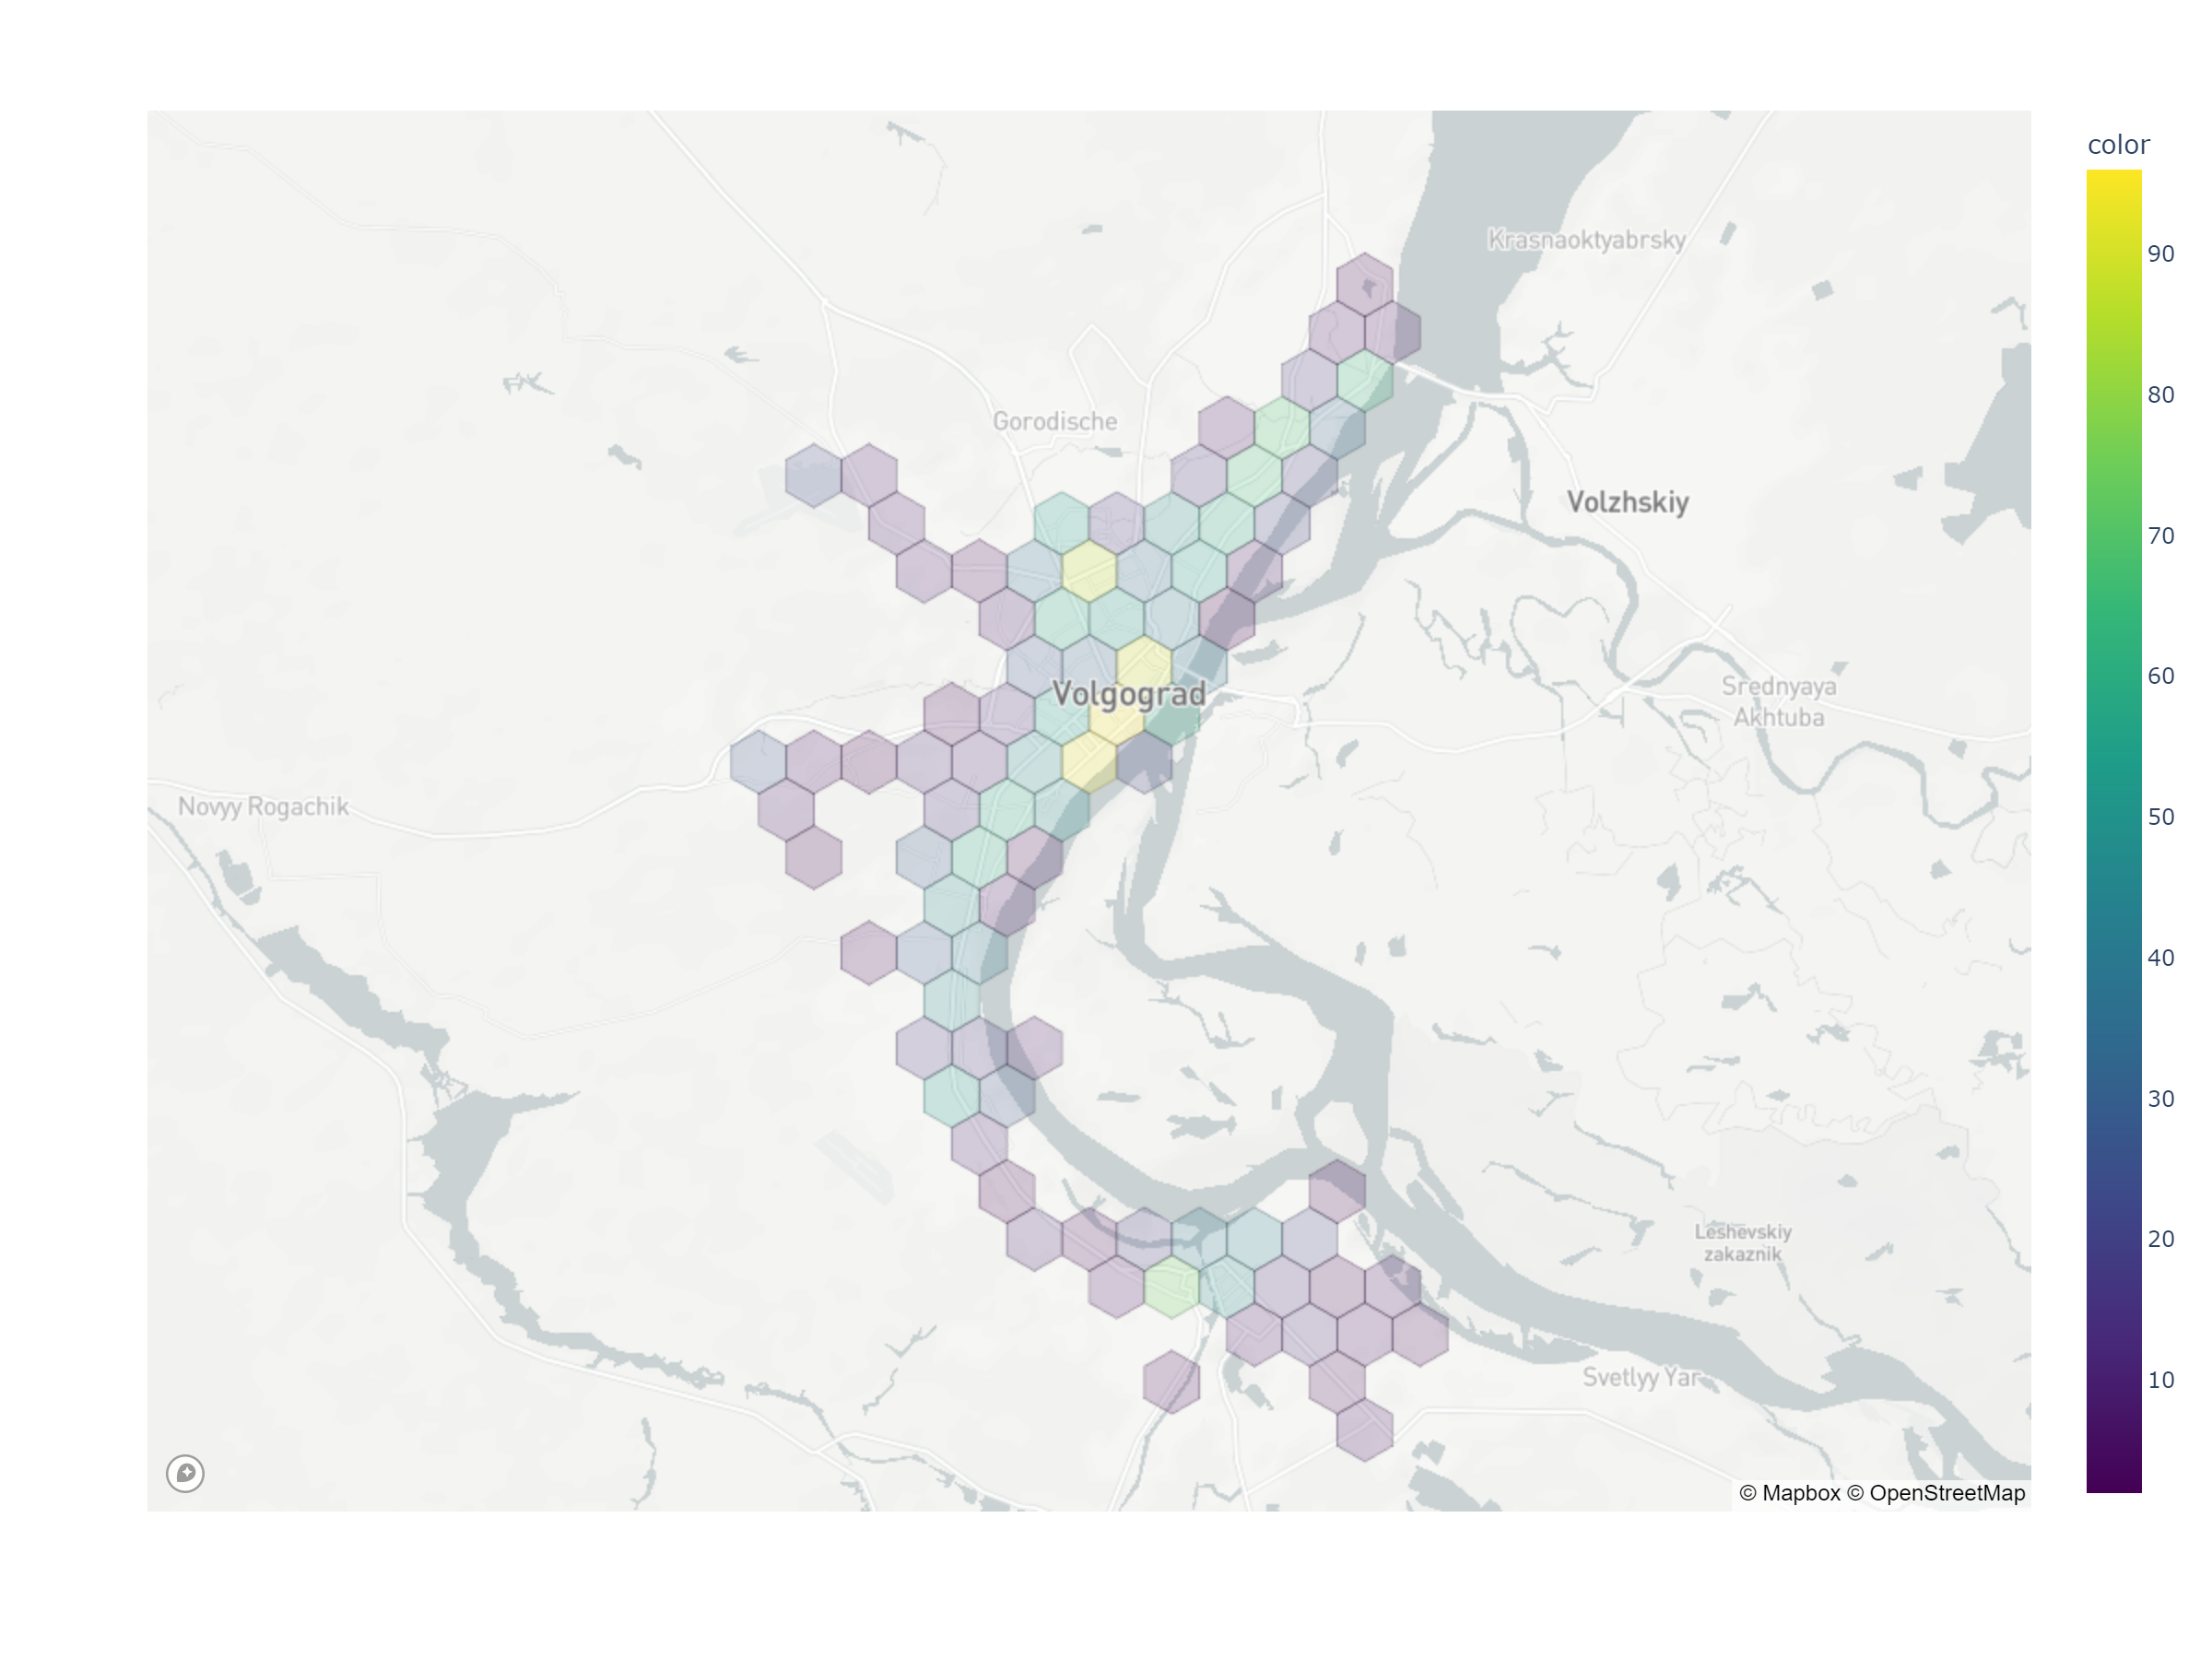 color
90
80
70
60
50
40
30
20
10
Krasnaoktyabrsky
Gorodische
Volzhskiy
Volgograd
Srednyaya
Akhtuba
Novyy Rogachik
Leshevskiy
zakaznik
Svetlyy Yar
© Mapbox © OpenStreetMap